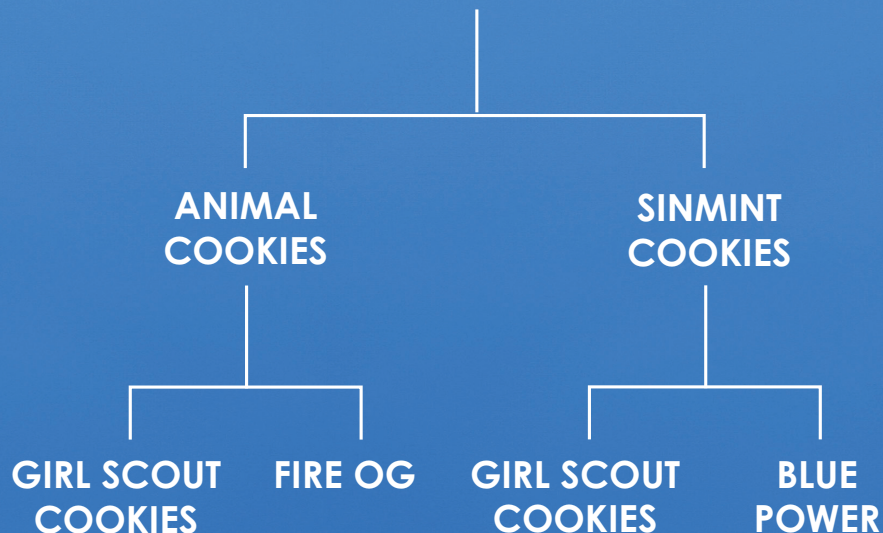 ANIMAL
COOKIES
SINMINT
COOKIES
GIRL SCOUT
COOKIES
FIRE OG
GIRL SCOUT
COOKIES
BLUE
POWER